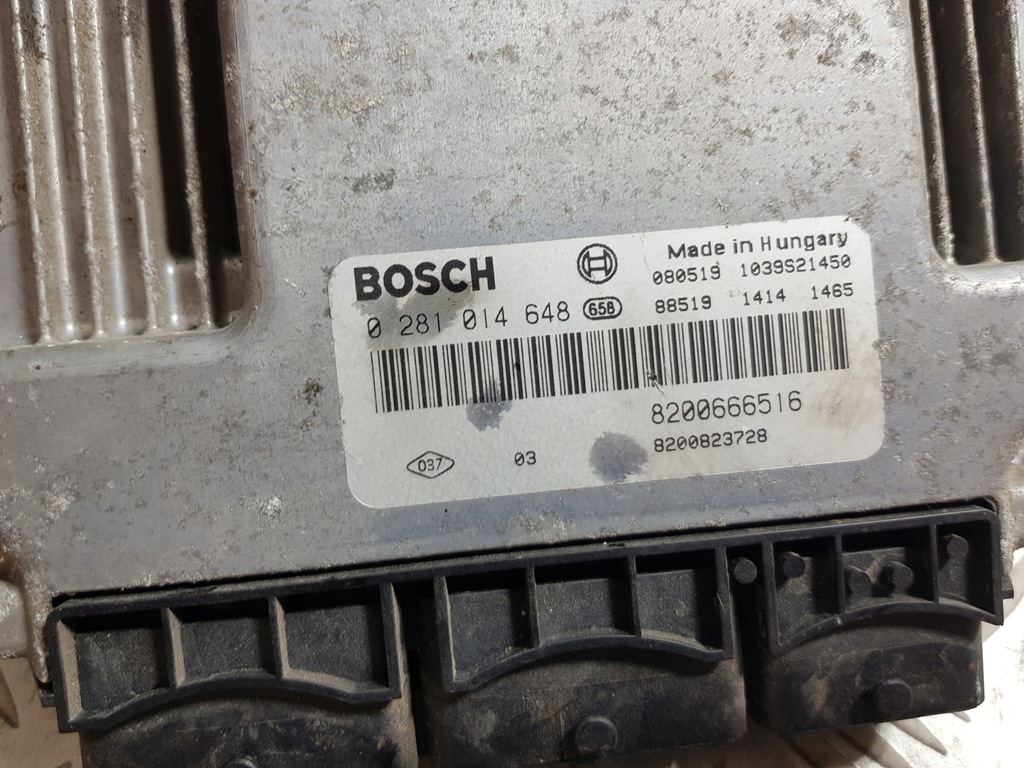 BOSCH
Made in Hungary
080519 1039S21450
0 281 014 648 658
88519 1414 1465
8200666516
8200823728
037 03